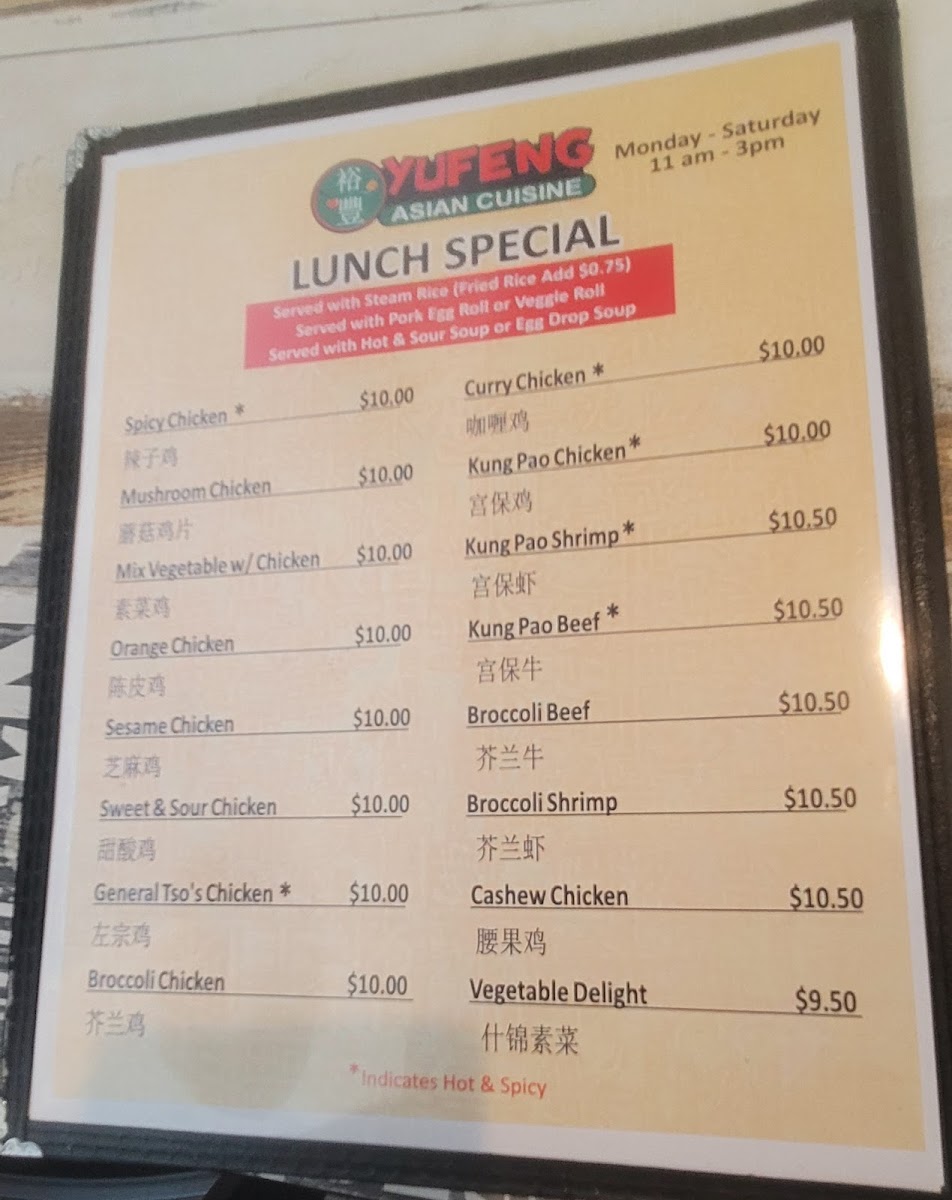 裕豐
YUFENG
ASIAN CUISINE
Monday - Saturday
11 am - 3pm
LUNCH SPECIAL
Served with Steam Rice (Fried Rice Add $0.75)
Served with Pork Egg Roll or Veggie Roll
Served with Hot & Sour Soup or Egg Drop Soup
Spicy Chicken * $10.00
辣子鸡
Mushroom Chicken $10.00
蘑菇鸡片
Mix Vegetable w/ Chicken $10.00
素菜鸡
Orange Chicken $10.00
陈皮鸡
Sesame Chicken $10.00
芝麻鸡
Sweet & Sour Chicken $10.00
甜酸鸡
General Tso's Chicken * $10.00
左宗鸡
Broccoli Chicken $10.00
芥兰鸡
Curry Chicken * $10.00
咖喱鸡
Kung Pao Chicken * $10.00
宫保鸡
Kung Pao Shrimp * $10.50
宫保虾
Kung Pao Beef * $10.50
宫保牛
Broccoli Beef $10.50
芥兰牛
Broccoli Shrimp $10.50
芥兰虾
Cashew Chicken $10.50
腰果鸡
Vegetable Delight $9.50
什锦素菜
*Indicates Hot & Spicy